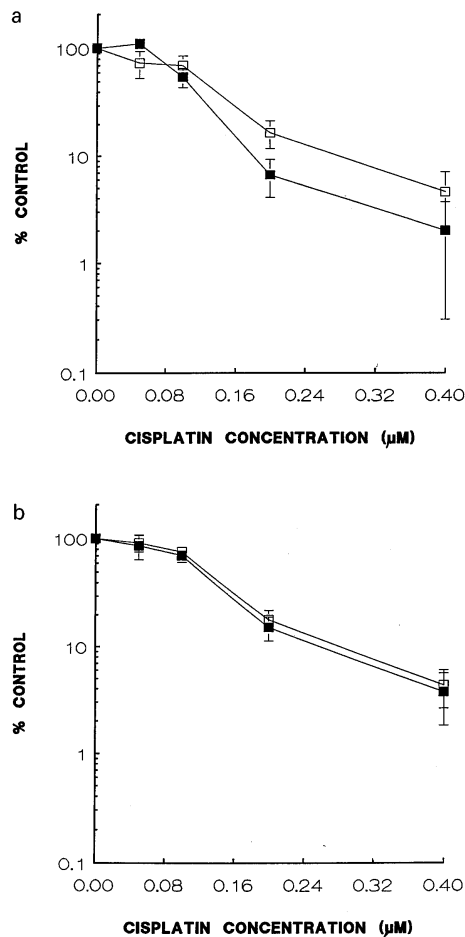 a
100
10
1
0.1
% CONTROL
0.00 0.08 0.16 0.24 0.32 0.40
CISPLATIN CONCENTRATION (µM)
b
100
10
1
0.1
% CONTROL
0.00 0.08 0.16 0.24 0.32 0.40
CISPLATIN CONCENTRATION (µM)